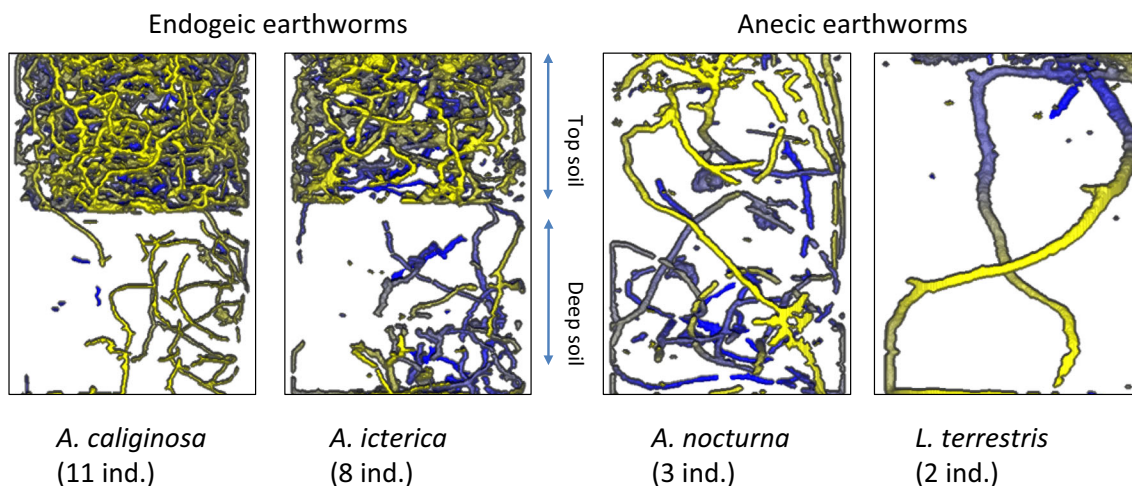 Endogeic earthworms
Anecic earthworms
Top soil
Deep soil
A. caliginosa
(11 ind.)
A. icterica
(8 ind.)
A. nocturna
(3 ind.)
L. terrestris
(2 ind.)